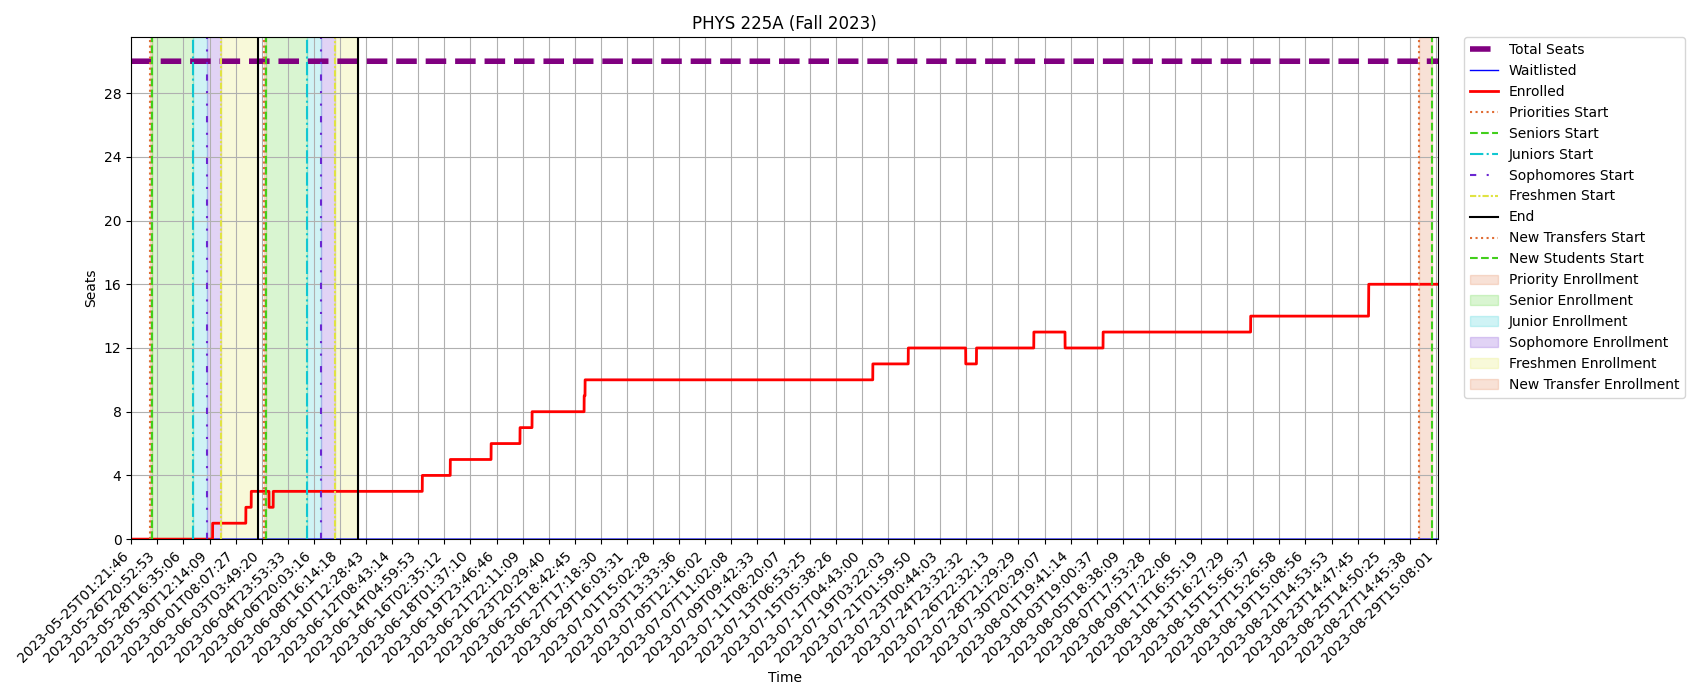 PHYS 225A (Fall 2023)
Seats
28
24
20
16
12
8
4
0
2023-05-25T01:21:46
2023-05-26T20:52:53
2023-05-28T16:35:06
2023-05-30T12:14:09
2023-06-01T08:07:27
2023-06-03T03:49:20
2023-06-04T23:53:33
2023-06-06T20:03:16
2023-06-08T16:14:18
2023-06-10T12:28:43
2023-06-12T08:43:14
2023-06-14T04:59:53
2023-06-16T02:35:12
2023-06-18T01:37:10
2023-06-19T23:46:46
2023-06-21T22:11:09
2023-06-23T20:29:40
2023-06-25T18:42:45
2023-06-27T17:18:30
2023-06-29T16:03:31
2023-07-01T15:02:28
2023-07-03T13:33:36
2023-07-05T12:16:02
2023-07-07T11:02:08
2023-07-09T09:42:33
2023-07-11T08:20:07
2023-07-13T06:53:25
2023-07-15T05:38:26
2023-07-17T04:43:00
2023-07-19T03:22:03
2023-07-21T01:59:50
2023-07-23T00:44:03
2023-07-24T23:32:32
2023-07-26T22:32:13
2023-07-28T21:29:29
2023-07-30T20:29:07
2023-08-01T19:41:14
2023-08-03T19:00:37
2023-08-05T18:38:09
2023-08-07T17:53:28
2023-08-09T17:22:06
2023-08-11T16:55:19
2023-08-13T16:27:29
2023-08-15T15:56:37
2023-08-17T15:26:58
2023-08-19T15:08:56
2023-08-21T14:53:53
2023-08-23T14:47:45
2023-08-25T14:50:25
2023-08-27T14:45:38
2023-08-29T15:08:01
Time
Total Seats
Waitlisted
Enrolled
Priorities Start
Seniors Start
Juniors Start
Sophomores Start
Freshmen Start
End
New Transfers Start
New Students Start
Priority Enrollment
Senior Enrollment
Junior Enrollment
Sophomore Enrollment
Freshmen Enrollment
New Transfer Enrollment